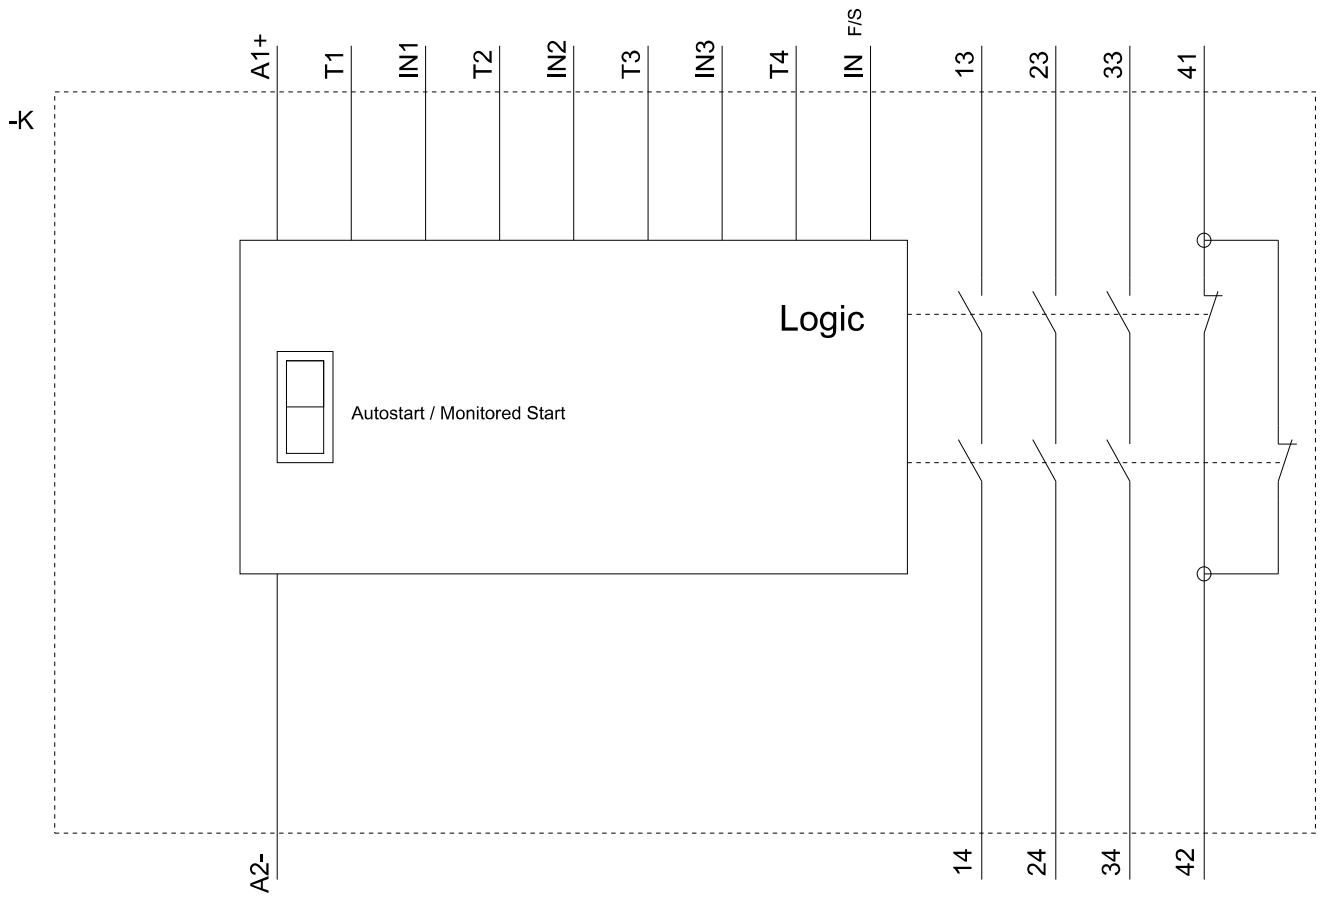 A1+
T1
IN1
T2
IN2
T3
IN3
T4
IN F/S
13
23
33
41
-K
Logic
Autostart / Monitored Start
A2-
14
24
34
42